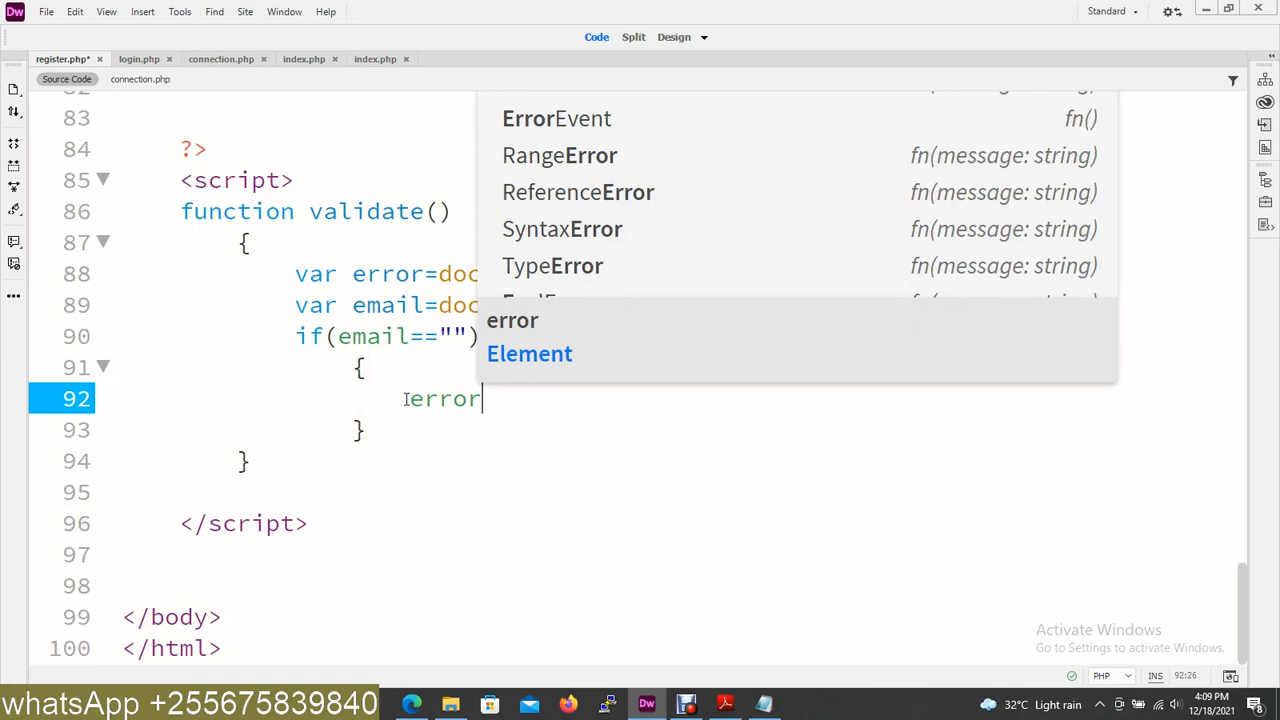 Dw File Edit View Insert Tools Find Site Window Help Standard
Code Split Design
register.php* × login.php × connection.php × index.php × index.php ×
Source Code connection.php
83
ErrorEvent fn()
84 ?>
RangeError fn(message: string)
85 <script>
ReferenceError fn(message: string)
86 function validate()
SyntaxError fn(message: string)
87 {
TypeError fn(message: string)
88 var error=doc
89 var email=doc
error
90 if(email=="")
Element
91 {
92 error
93 }
94 }
95
96 </script>
97
98
99 </body>
100 </html>
Activate Windows
Go to Settings to activate Windows.
PHP INS 92:26
whatsApp +255675839840
Dw
32°C Light rain
4:09 PM
12/18/2021
8